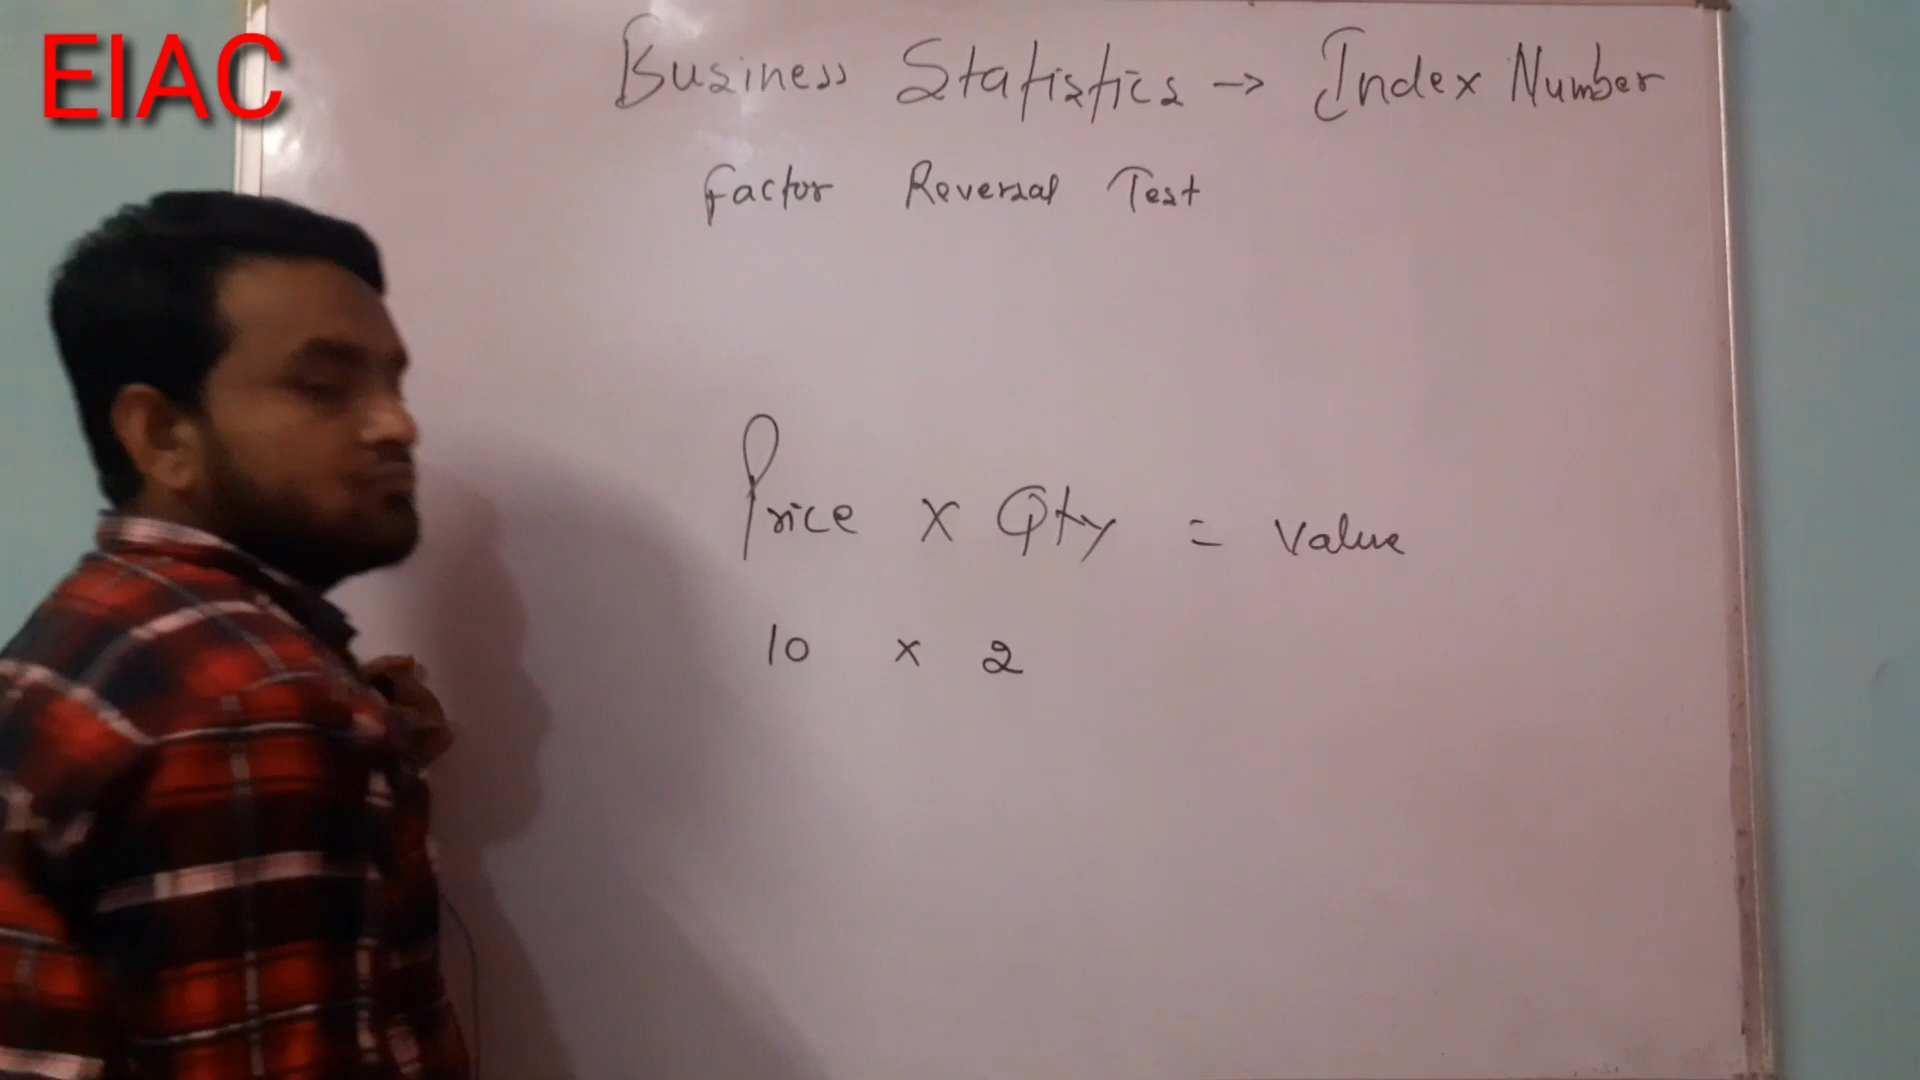 EIAC
Business Statistics → Index Number
Factor Reversal Test
Price x Qty = Value
10 x 2